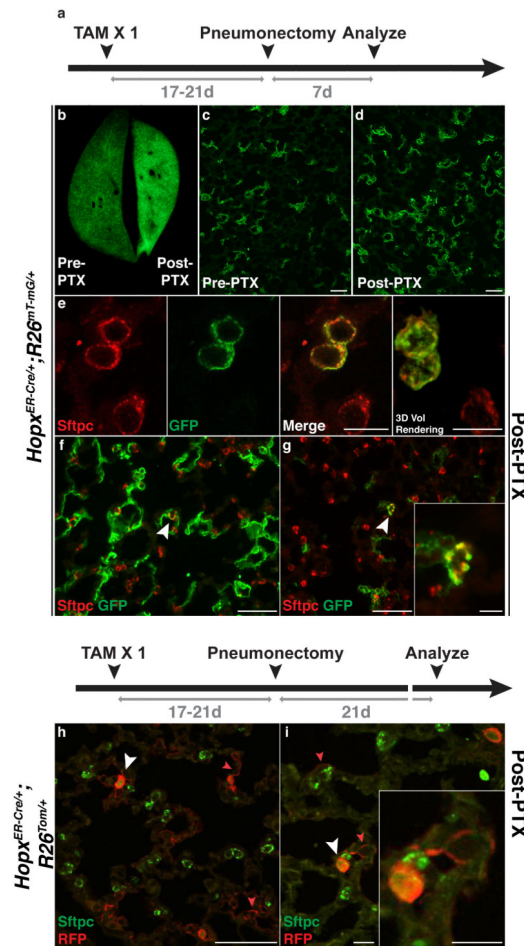 a
TAM X 1 Pneumonectomy Analyze
17-21d 7d
b c d
Pre-PTX Post-PTX Pre-PTX Post-PTX
Hopx^ER-Cre/+;R26^mT-mG/+
e
Sftpc GFP Merge 3D Vol Rendering
Post-PTX
f g
Sftpc GFP Sftpc GFP
TAM X 1 Pneumonectomy Analyze
17-21d 21d
h i
Hopx^ER-Cre/+;
R26^Tom/+
Post-PTX
Sftpc
RFP
Sftpc
RFP